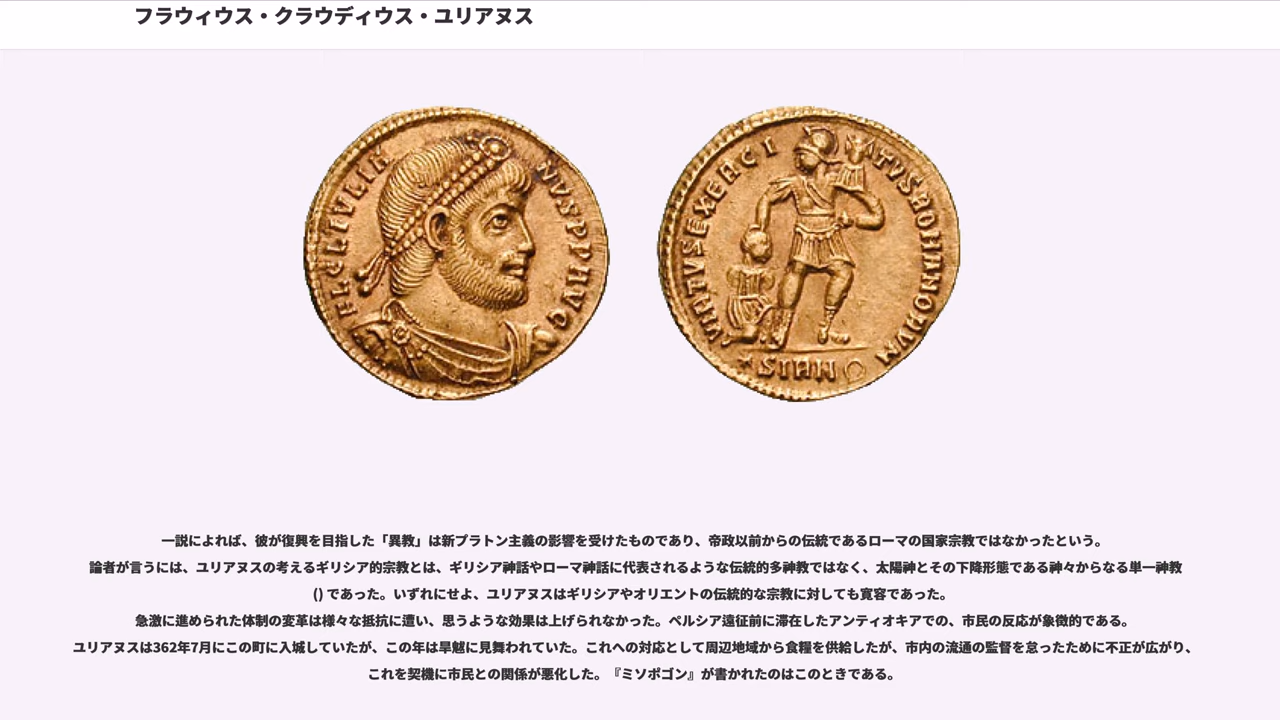 フラウィウス・クラウディウス・ユリアヌス
FLCLIVLIA NVSPPAVG
VIRTVSEXERCI TVSROMANORVM
*SIRM
一説によれば、彼が復興を目指した「異教」は新プラトン主義の影響を受けたものであり、帝政以前からの伝統であるローマの国家宗教ではなかったという。
論者が言うには、ユリアヌスの考えるギリシア的宗教とは、ギリシア神話やローマ神話に代表されるような伝統的多神教ではなく、太陽神とその下降形態である神々からなる単一神教
() であった。いずれにせよ、ユリアヌスはギリシアやオリエントの伝統的な宗教に対しても寛容であった。
急激に進められた体制の変革は様々な抵抗に遭い、思うような効果は上げられなかった。ペルシア遠征前に滞在したアンティオキアでの、市民の反応が象徴的である。
ユリアヌスは362年7月にこの町に入城していたが、この年は旱魃に見舞われていた。これへの対応として周辺地域から食糧を供給したが、市内の流通の監督を怠ったために不正が広がり、
これを契機に市民との関係が悪化した。『ミソポゴン』が書かれたのはこのときである。